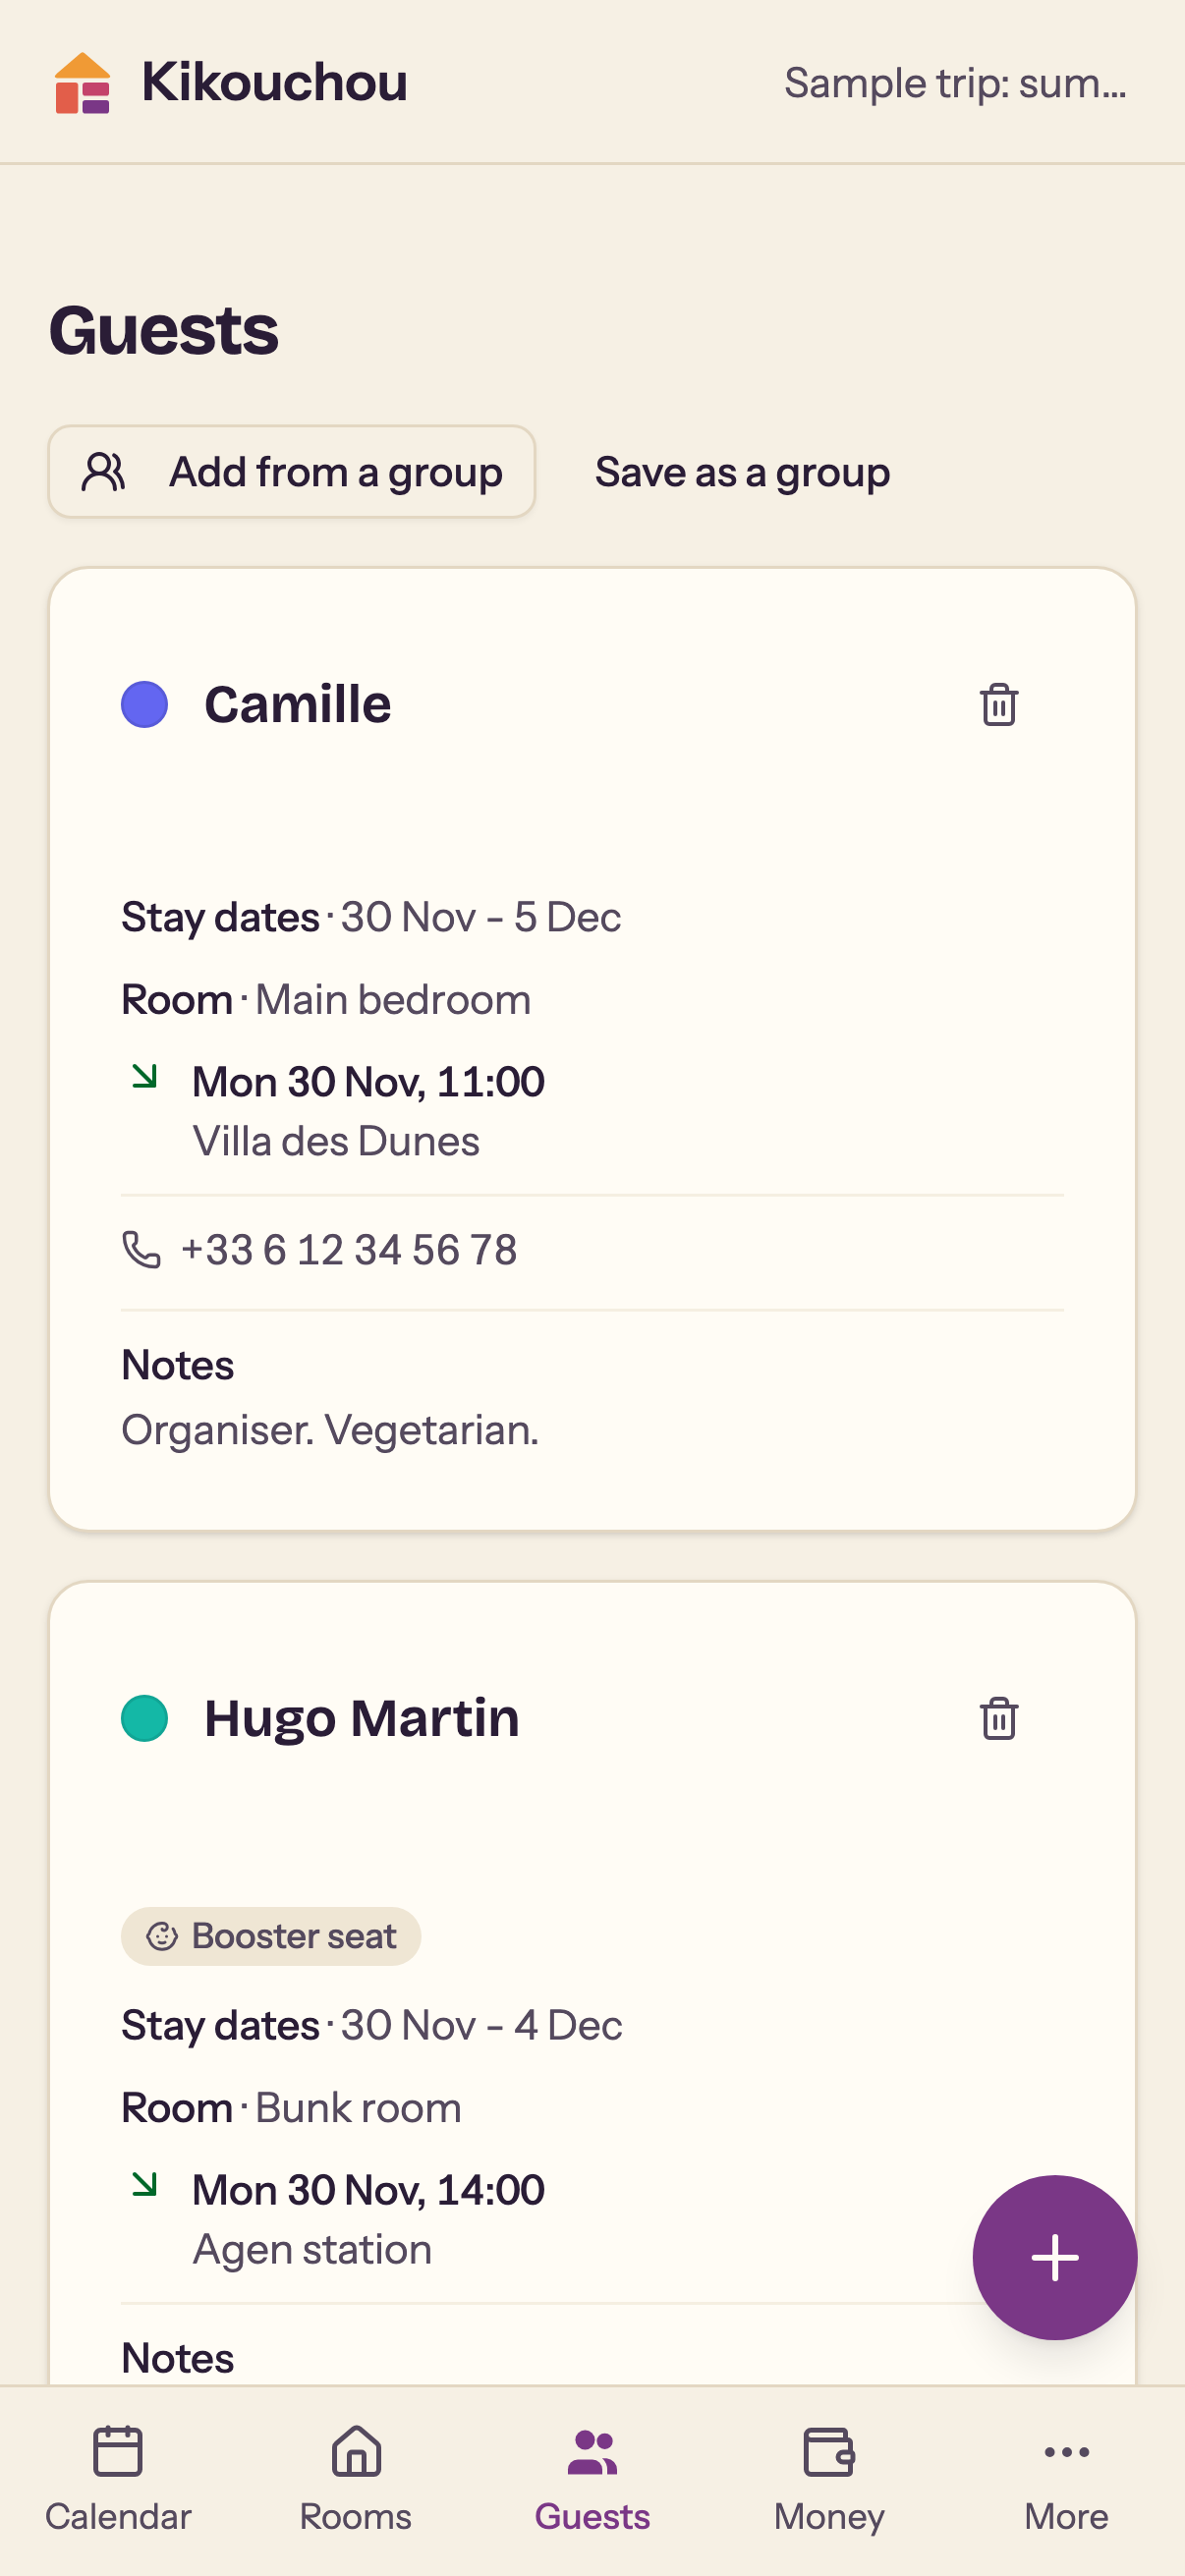 Kikouchou
Sample trip: sum...
Guests
Add from a group
Save as a group
Camille
Stay dates · 30 Nov – 5 Dec
Room · Main bedroom
Mon 30 Nov, 11:00
Villa des Dunes
+33 6 12 34 56 78
Notes
Organiser. Vegetarian.
Hugo Martin
Booster seat
Stay dates · 30 Nov – 4 Dec
Room · Bunk room
Mon 30 Nov, 14:00
Agen station
Notes
Calendar
Rooms
Guests
Money
More